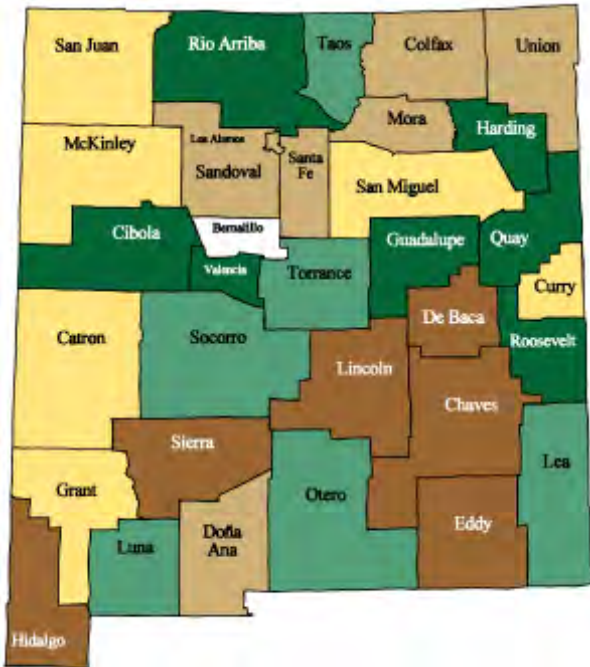 San Juan
Rio Arriba
Taos
Colfax
Union
McKinley
Los Alamos
Sandoval
Santa
Fe
Mora
Harding
San Miguel
Cibola
Bernalillo
Valencia
Torrance
Guadalupe
Quay
Curry
Catron
Socorro
De Baca
Roosevelt
Lincoln
Chaves
Sierra
Lea
Grant
Otero
Eddy
Luna
Doña
Ana
Hidalgo